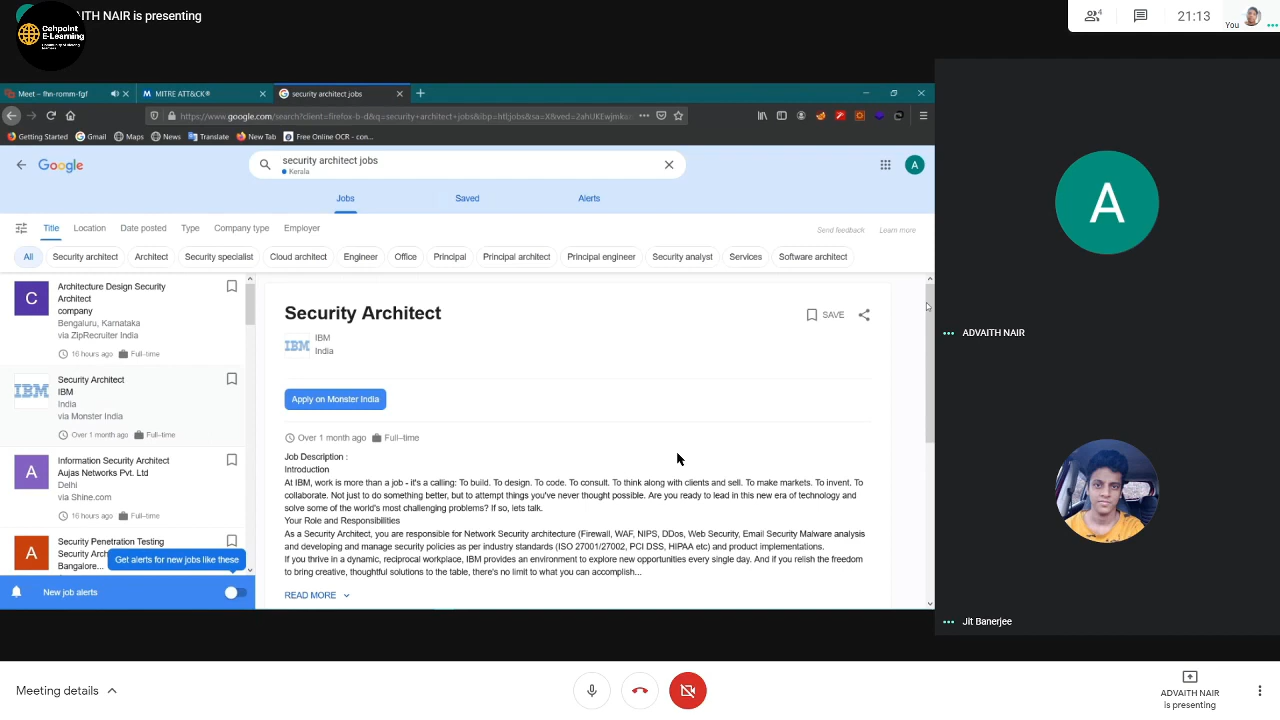 ITH NAIR is presenting
Cehpoint
E-Learning
4
21:13
You
Meet – fhn-romm-fgf
MITRE ATT&CK®
security architect jobs
https://www.google.com/search?client=firefox-b-d&q=security+architect+jobs&ibp=htl;jobs&sa=X&ved=2ahUKEwjmka
Getting Started
Gmail
Maps
News
Translate
New Tab
Free Online OCR - con...
Google
security architect jobs
Kerala
A
Jobs
Saved
Alerts
Title
Location
Date posted
Type
Company type
Employer
Send feedback
Learn more
All
Security architect
Architect
Security specialist
Cloud architect
Engineer
Office
Principal
Principal architect
Principal engineer
Security analyst
Services
Software architect
C
Architecture Design Security
Architect
company
Bengaluru, Karnataka
via ZipRecruiter India
16 hours ago
Full–time
IBM
Security Architect
IBM
India
via Monster India
Over 1 month ago
Full–time
A
Information Security Architect
Aujas Networks Pvt. Ltd
Delhi
via Shine.com
16 hours ago
Full–time
A
Security Penetration Testing
Security Arch
Bangalore...
Get alerts for new jobs like these
New job alerts
Security Architect
SAVE
IBM
IBM
India
Apply on Monster India
Over 1 month ago
Full–time
Job Description :
Introduction
At IBM, work is more than a job - it's a calling: To build. To design. To code. To consult. To think along with clients and sell. To make markets. To invent. To
collaborate. Not just to do something better, but to attempt things you've never thought possible. Are you ready to lead in this new era of technology and
solve some of the world's most challenging problems? If so, lets talk.
Your Role and Responsibilities
As a Security Architect, you are responsible for Network Security architecture (Firewall, WAF, NIPS, DDos, Web Security, Email Security Malware analysis
and developing and manage security policies as per industry standards (ISO 27001/27002, PCI DSS, HIPAA etc) and product implementations.
If you thrive in a dynamic, reciprocal workplace, IBM provides an environment to explore new opportunities every single day. And if you relish the freedom
to bring creative, thoughtful solutions to the table, there's no limit to what you can accomplish...
READ MORE
A
ADVAITH NAIR
Jit Banerjee
Meeting details
ADVAITH NAIR
is presenting